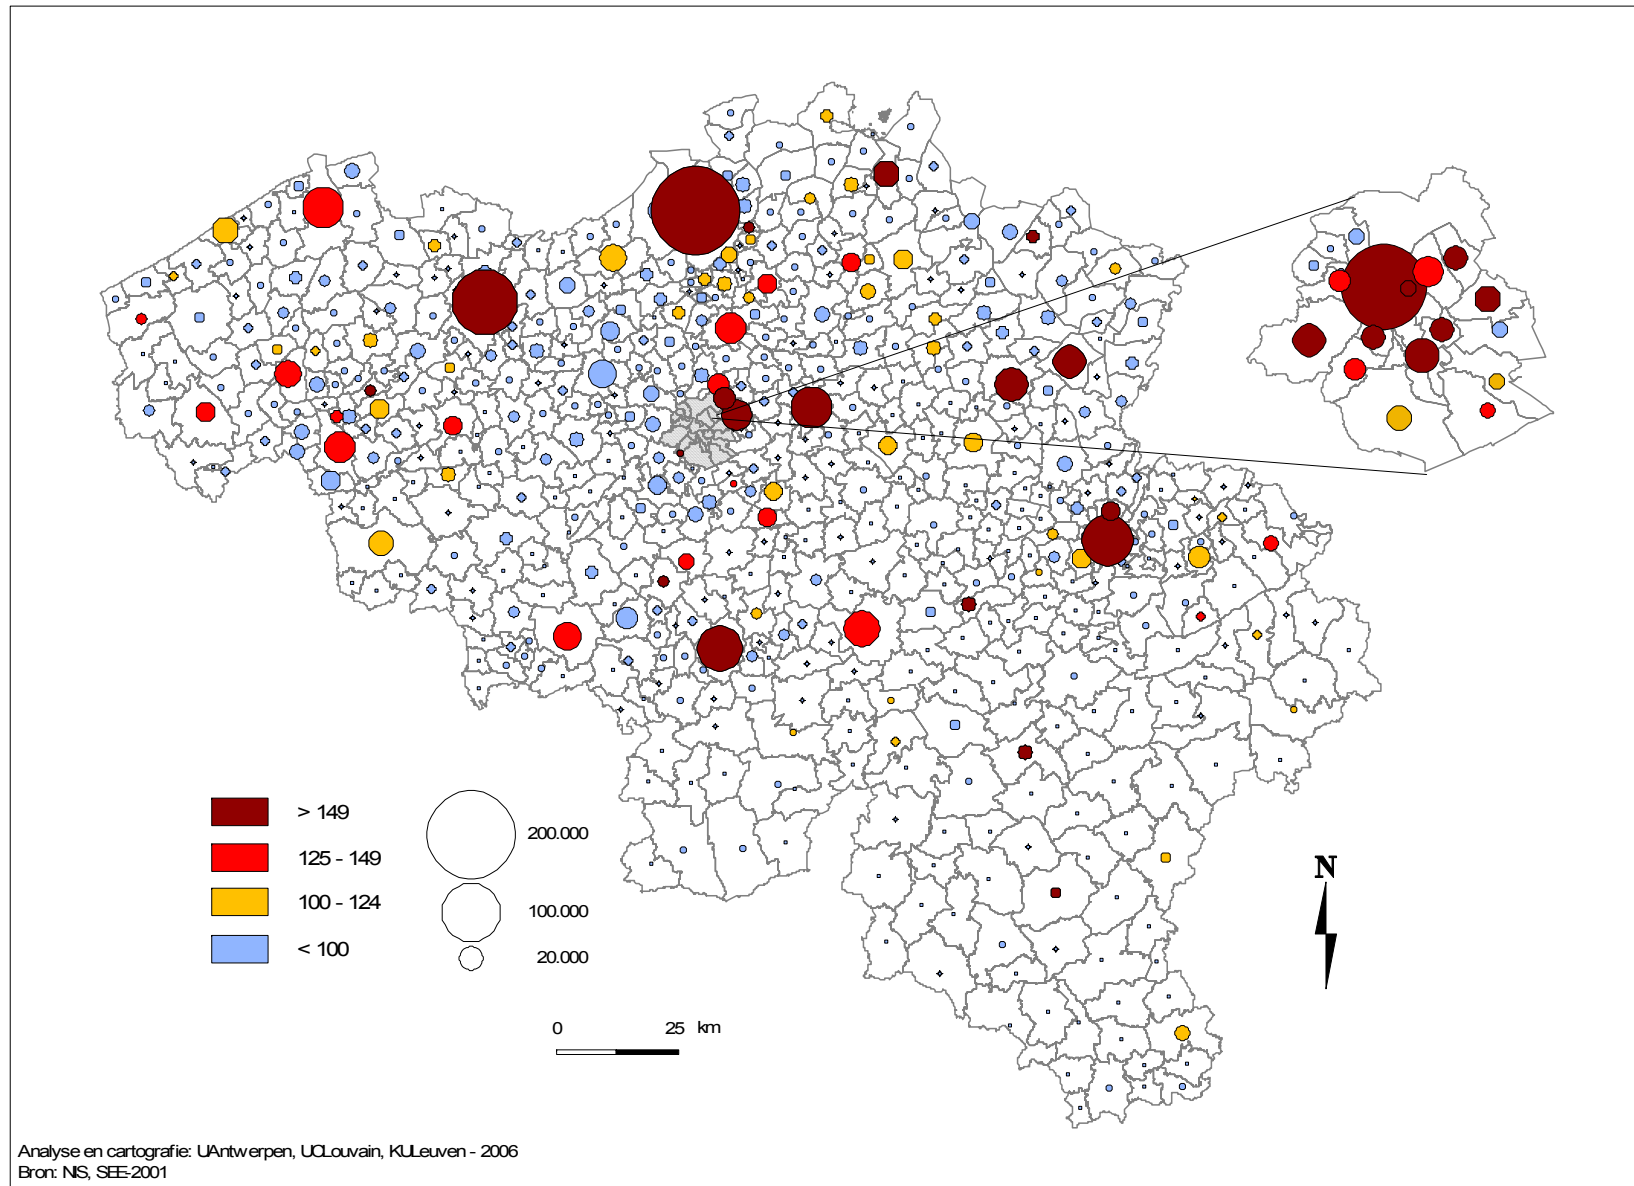 > 149
125 - 149
100 - 124
< 100
200.000
100.000
20.000
0 25 km
N
Analyse en cartografie: UAntwerpen, UCLouvain, KULeuven - 2006
Bron: NIS, SEE-2001